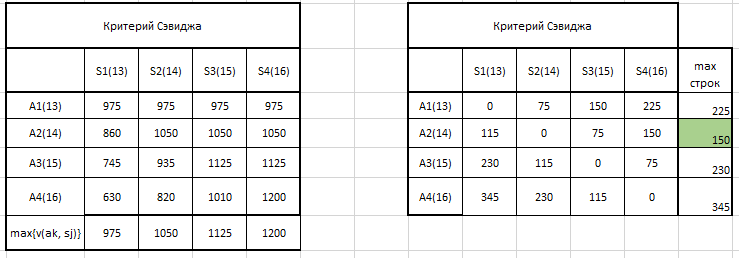 Критерий Сэвиджа
S1(13) S2(14) S3(15) S4(16)
A1(13) 975 975 975 975
A2(14) 860 1050 1050 1050
A3(15) 745 935 1125 1125
A4(16) 630 820 1010 1200
max{v(ak, sj)} 975 1050 1125 1200
Критерий Сэвиджа
S1(13) S2(14) S3(15) S4(16) max
строк
A1(13) 0 75 150 225 225
A2(14) 115 0 75 150 150
A3(15) 230 115 0 75 230
A4(16) 345 230 115 0 345